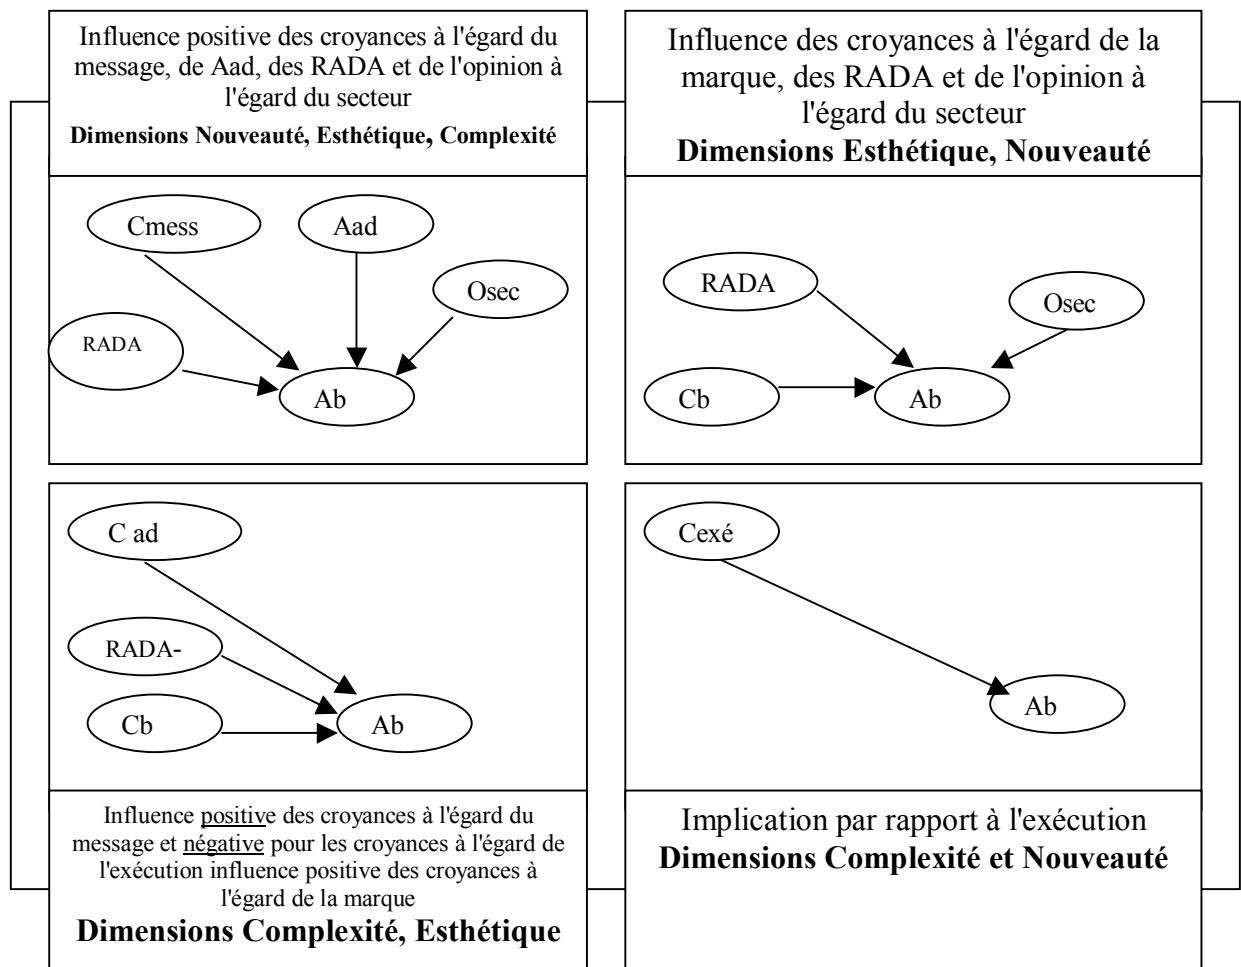 Influence positive des croyances à l'égard du
message, de Aad, des RADA et de l'opinion à
l'égard du secteur
Dimensions Nouveauté, Esthétique, Complexité
Cmess
Aad
Osec
RADA
Ab
Influence des croyances à l'égard de la
marque, des RADA et de l'opinion à
l'égard du secteur
Dimensions Esthétique, Nouveauté
RADA
Osec
Cb
Ab
C ad
RADA-
Cb
Ab
Influence positive des croyances à l'égard du
message et négative pour les croyances à l'égard de
l'exécution influence positive des croyances à
l'égard de la marque
Dimensions Complexité, Esthétique
Cexé
Ab
Implication par rapport à l'exécution
Dimensions Complexité et Nouveauté